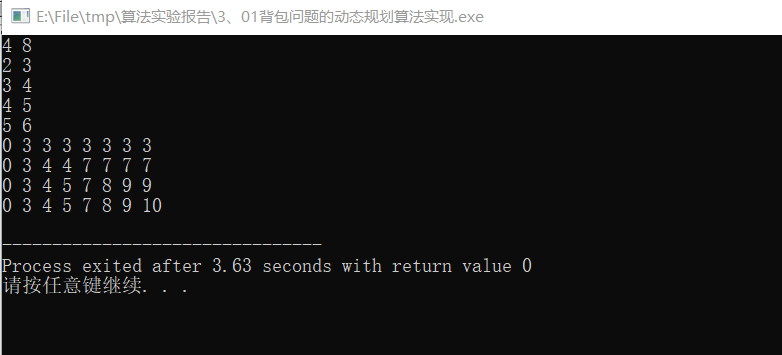 E:\File\tmp\算法实验报告\3、01背包问题的动态规划算法实现.exe
4 8
2 3
3 4
4 5
5 6
0 3 3 3 3 3 3 3
0 3 4 4 7 7 7 7
0 3 4 5 7 8 9 9
0 3 4 5 7 8 9 10
--------------------------------
Process exited after 3.63 seconds with return value 0
请按任意键继续. . .